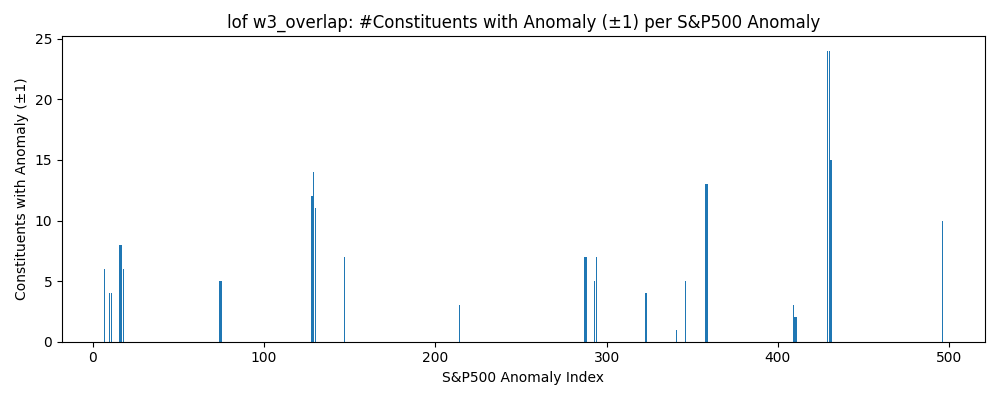 lof w3_overlap: #Constituents with Anomaly (±1) per S&P500 Anomaly
Constituents with Anomaly (±1)
25
20
15
10
5
0
0 100 200 300 400 500
S&P500 Anomaly Index